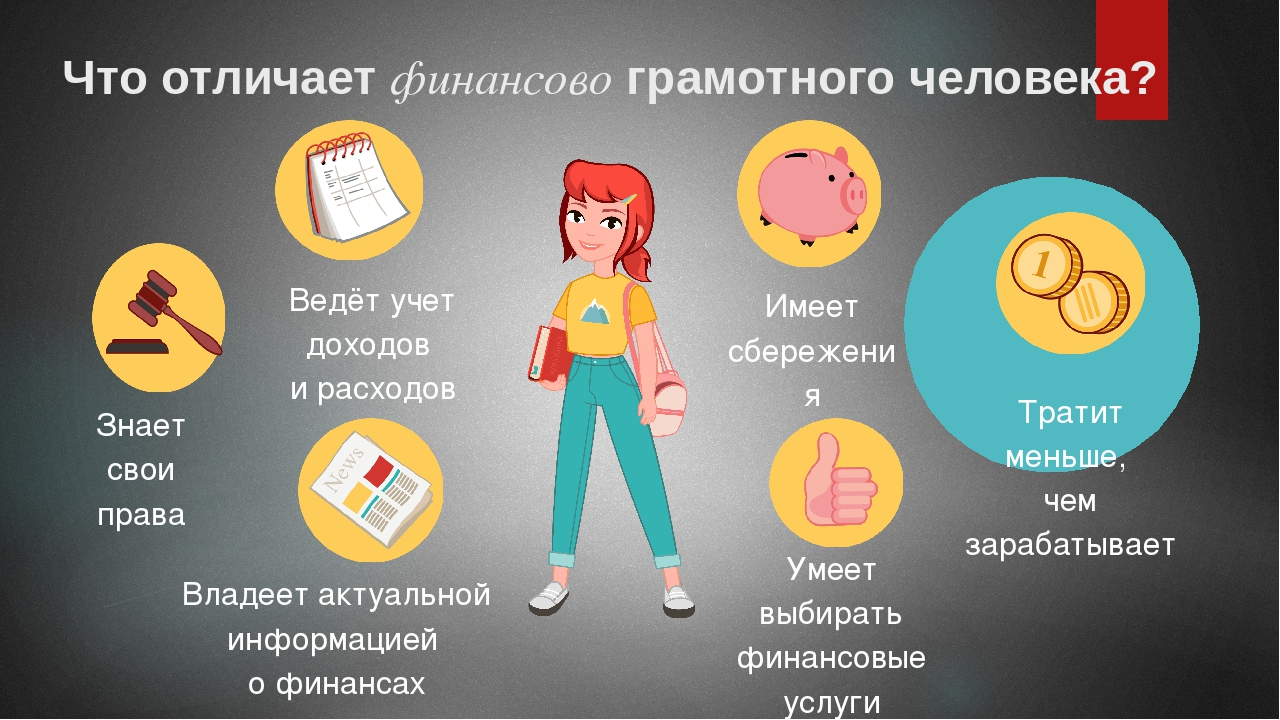 Что отличает финансово грамотного человека?
Ведёт учет
доходов
и расходов
Имеет
сбережени
я
1
Знает
свои
права
Тратит
меньше,
чем
зарабатывает
News
Владеет актуальной
информацией
о финансах
Умеет
выбирать
финансовые
услуги